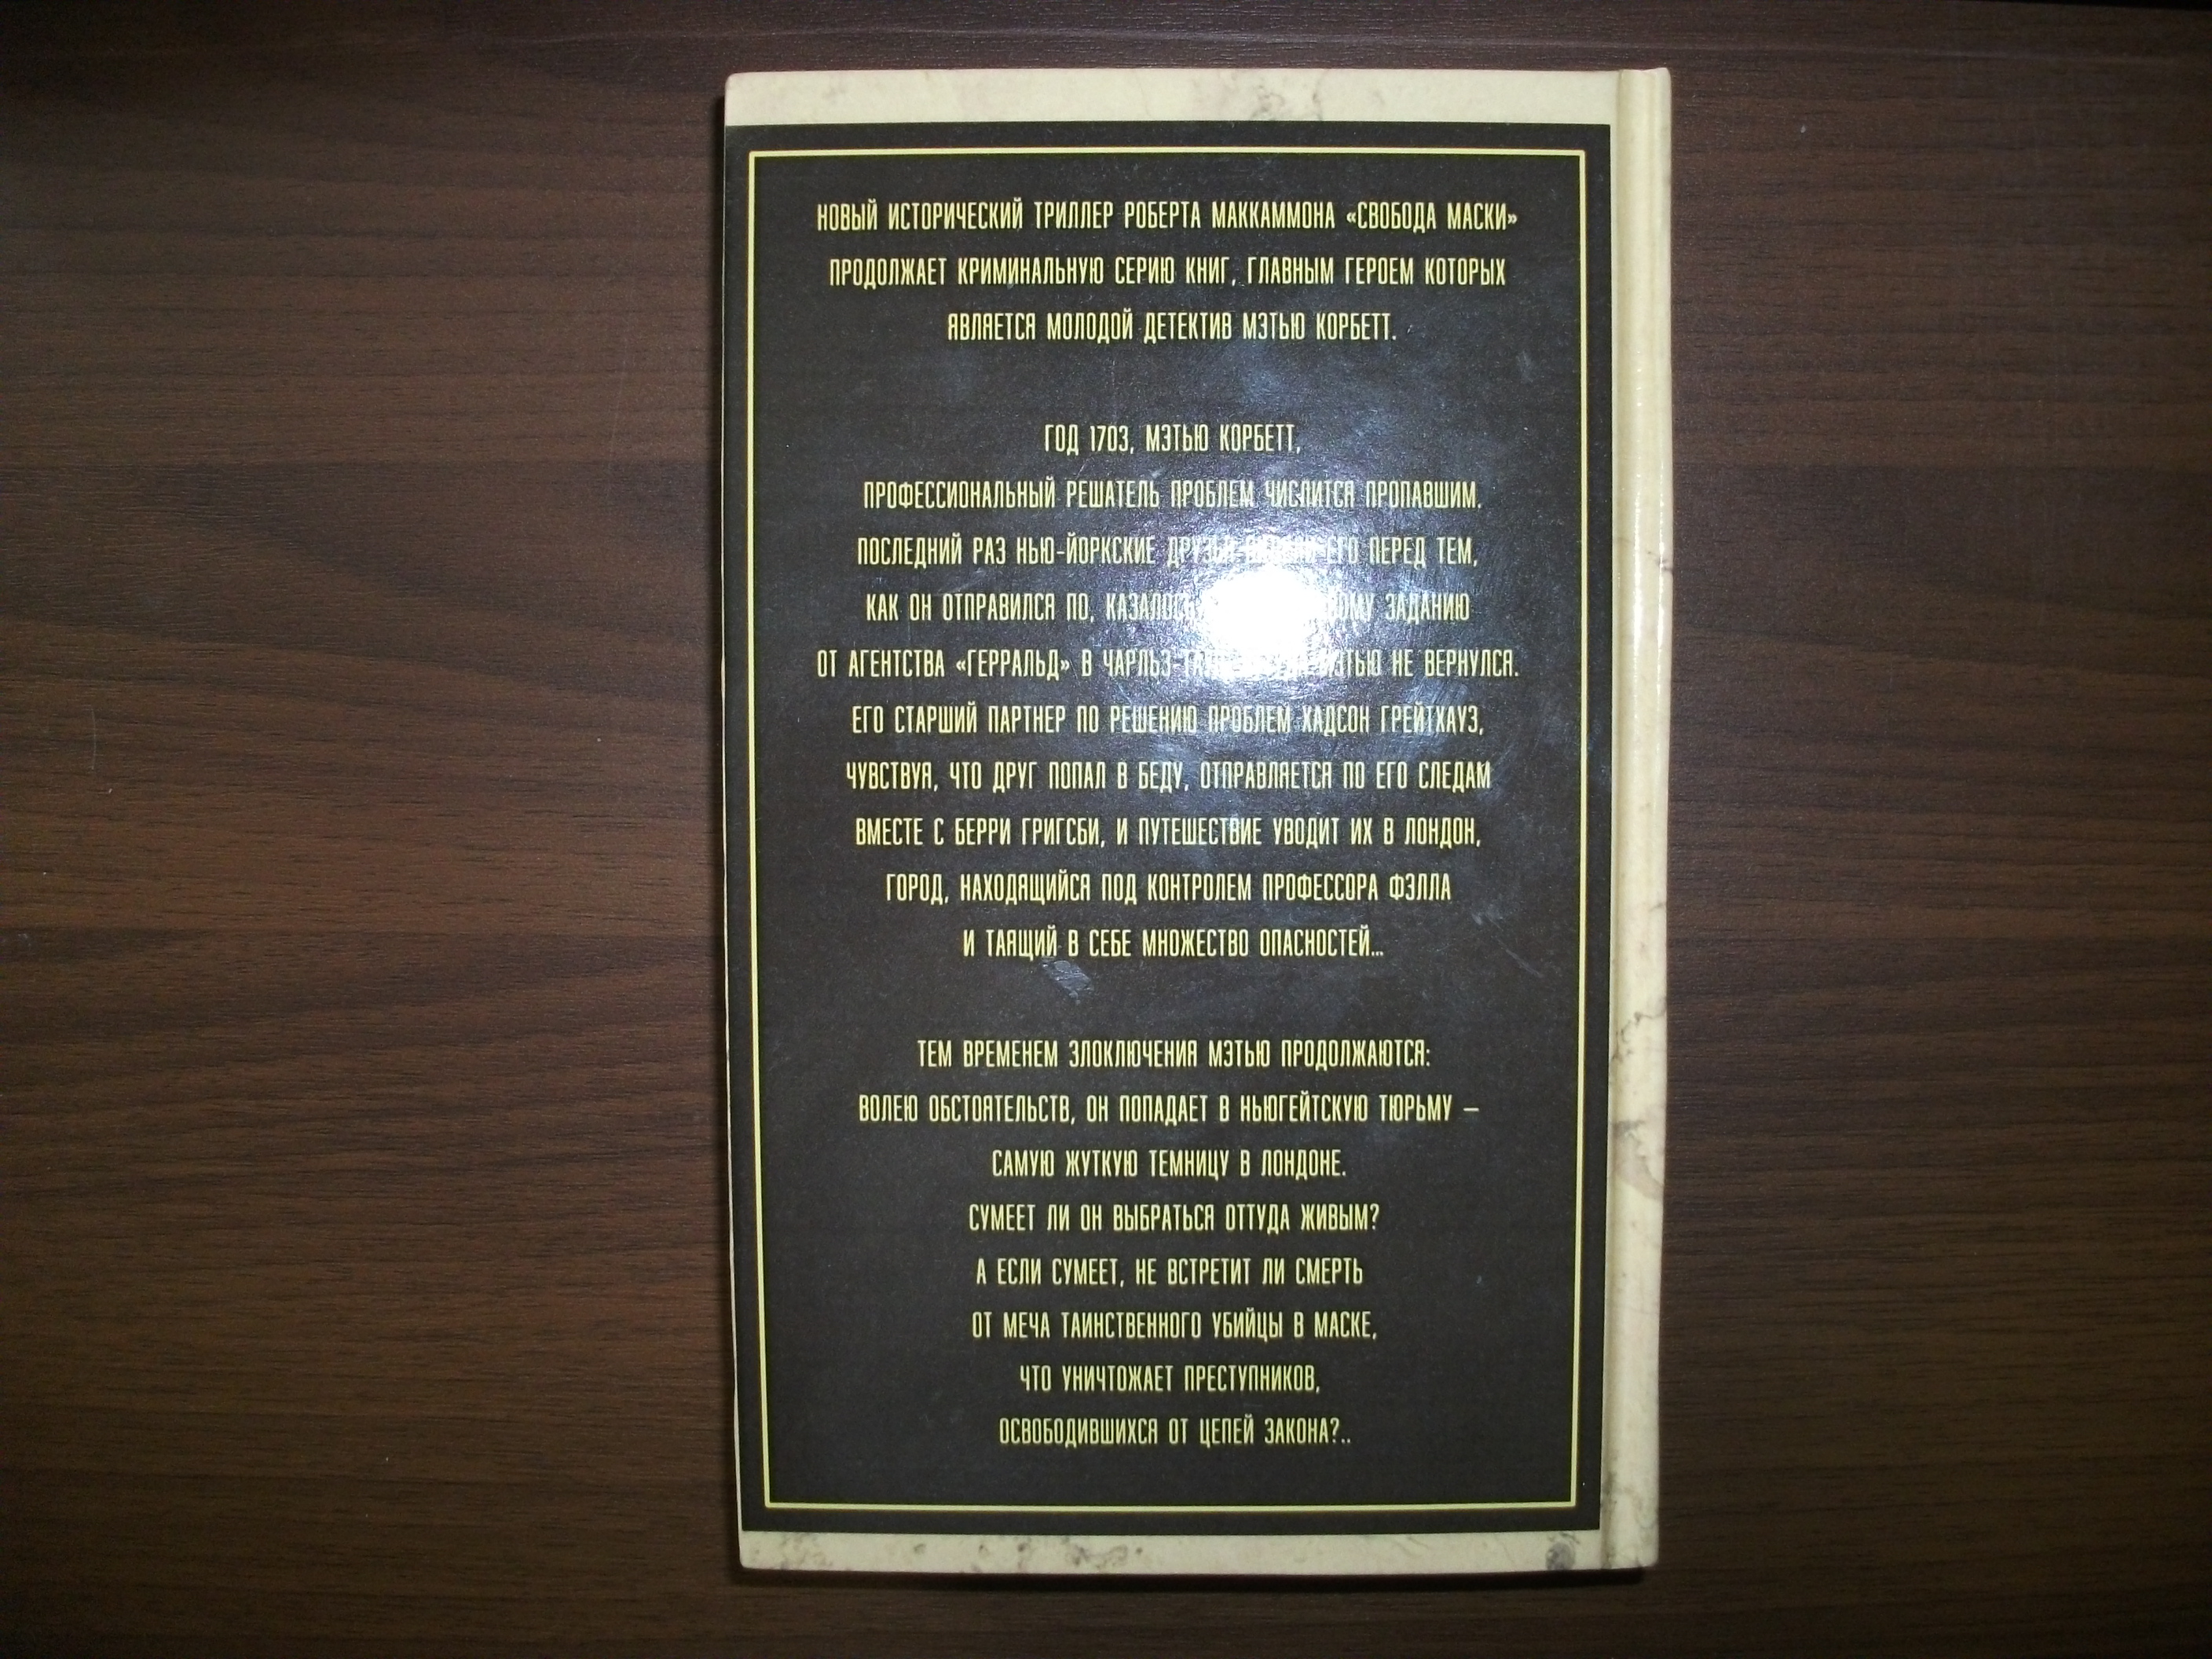 НОВЫЙ ИСТОРИЧЕСКИЙ ТРИЛЛЕР РОБЕРТА МАККАММОНА «СВОБОДА МАСКИ»
ПРОДОЛЖАЕТ КРИМИНАЛЬНУЮ СЕРИЮ КНИГ, ГЛАВНЫМ ГЕРОЕМ КОТОРЫХ
ЯВЛЯЕТСЯ МОЛОДОЙ ДЕТЕКТИВ МЭТЬЮ КОРБЕТТ.
ГОД 1703, МЭТЬЮ КОРБЕТТ,
ПРОФЕССИОНАЛЬНЫЙ РЕШАТЕЛЬ ПРОБЛЕМ ЧИСЛИТСЯ ПРОПАВШИМ.
ПОСЛЕДНИЙ РАЗ НЬЮ-ЙОРКСКИЕ ДРУЗЬЯ ЕГО ПЕРЕД ТЕМ,
КАК ОН ОТПРАВИЛСЯ ПО, ЗАДАНИЮ
ОТ АГЕНТСТВА «ГЕРРАЛЬД» В МЭТЬЮ НЕ ВЕРНУЛСЯ.
ЕГО СТАРШИЙ ПАРТНЕР ПО РЕШЕНИЮ ПРОБЛЕМ ХАДСОН ГРЕЙТХАУЗ,
ЧУВСТВУЯ, ЧТО ДРУГ ПОПАЛ В БЕДУ, ОТПРАВЛЯЕТСЯ ПО ЕГО СЛЕДАМ
ВМЕСТЕ С БЕРРИ ГРИГСБИ, И ПУТЕШЕСТВИЕ УВОДИТ ИХ В ЛОНДОН,
ГОРОД, НАХОДЯЩИЙСЯ ПОД КОНТРОЛЕМ ПРОФЕССОРА ФЭЛЛА
И ТАЯЩИЙ В СЕБЕ МНОЖЕСТВО ОПАСНОСТЕЙ...
ТЕМ ВРЕМЕНЕМ ЗЛОКЛЮЧЕНИЯ МЭТЬЮ ПРОДОЛЖАЮТСЯ:
ВОЛЕЮ ОБСТОЯТЕЛЬСТВ, ОН ПОПАДАЕТ В НЬЮГЕЙТСКУЮ ТЮРЬМУ –
САМУЮ ЖУТКУЮ ТЕМНИЦУ В ЛОНДОНЕ.
СУМЕЕТ ЛИ ОН ВЫБРАТЬСЯ ОТТУДА ЖИВЫМ?
А ЕСЛИ СУМЕЕТ, НЕ ВСТРЕТИТ ЛИ СМЕРТЬ
ОТ МЕЧА ТАИНСТВЕННОГО УБИЙЦЫ В МАСКЕ,
ЧТО УНИЧТОЖАЕТ ПРЕСТУПНИКОВ,
ОСВОБОДИВШИХСЯ ОТ ЦЕПЕЙ ЗАКОНА?..